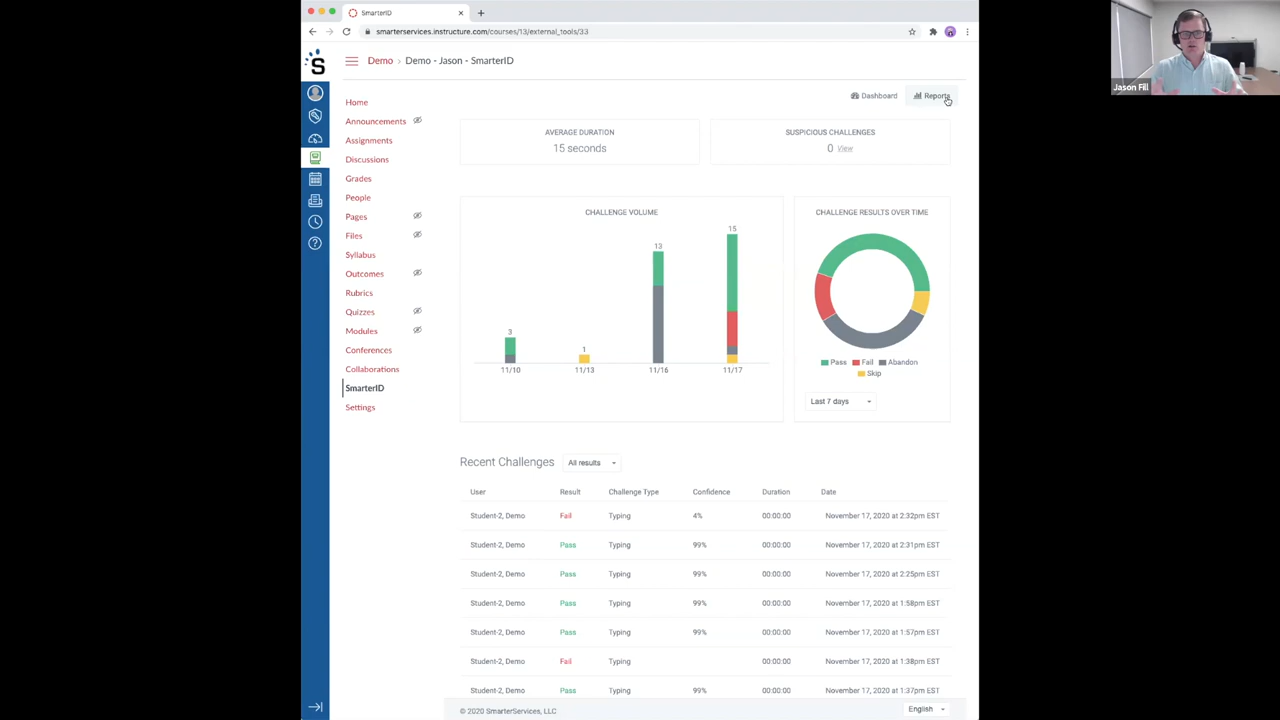 SmarterID
smarterservices.instructure.com/courses/13/external_tools/33
Jason Fill
Demo › Demo - Jason - SmarterID
Dashboard
Reports
Home
Announcements
Assignments
Discussions
Grades
People
Pages
Files
Syllabus
Outcomes
Rubrics
Quizzes
Modules
Conferences
Collaborations
SmarterID
Settings
AVERAGE DURATION
15 seconds
SUSPICIOUS CHALLENGES
0 View
CHALLENGE VOLUME
3
1
13
15
11/10 11/13 11/16 11/17
CHALLENGE RESULTS OVER TIME
Pass Fail Abandon
Skip
Last 7 days
Recent Challenges All results
User Result Challenge Type Confidence Duration Date
Student-2, Demo Fail Typing 4% 00:00:00 November 17, 2020 at 2:32pm EST
Student-2, Demo Pass Typing 99% 00:00:00 November 17, 2020 at 2:31pm EST
Student-2, Demo Pass Typing 99% 00:00:00 November 17, 2020 at 2:25pm EST
Student-2, Demo Pass Typing 99% 00:00:00 November 17, 2020 at 1:58pm EST
Student-2, Demo Pass Typing 99% 00:00:00 November 17, 2020 at 1:57pm EST
Student-2, Demo Fail Typing 00:00:00 November 17, 2020 at 1:38pm EST
Student-2, Demo Pass Typing 99% 00:00:00 November 17, 2020 at 1:37pm EST
© 2020 SmarterServices, LLC
English